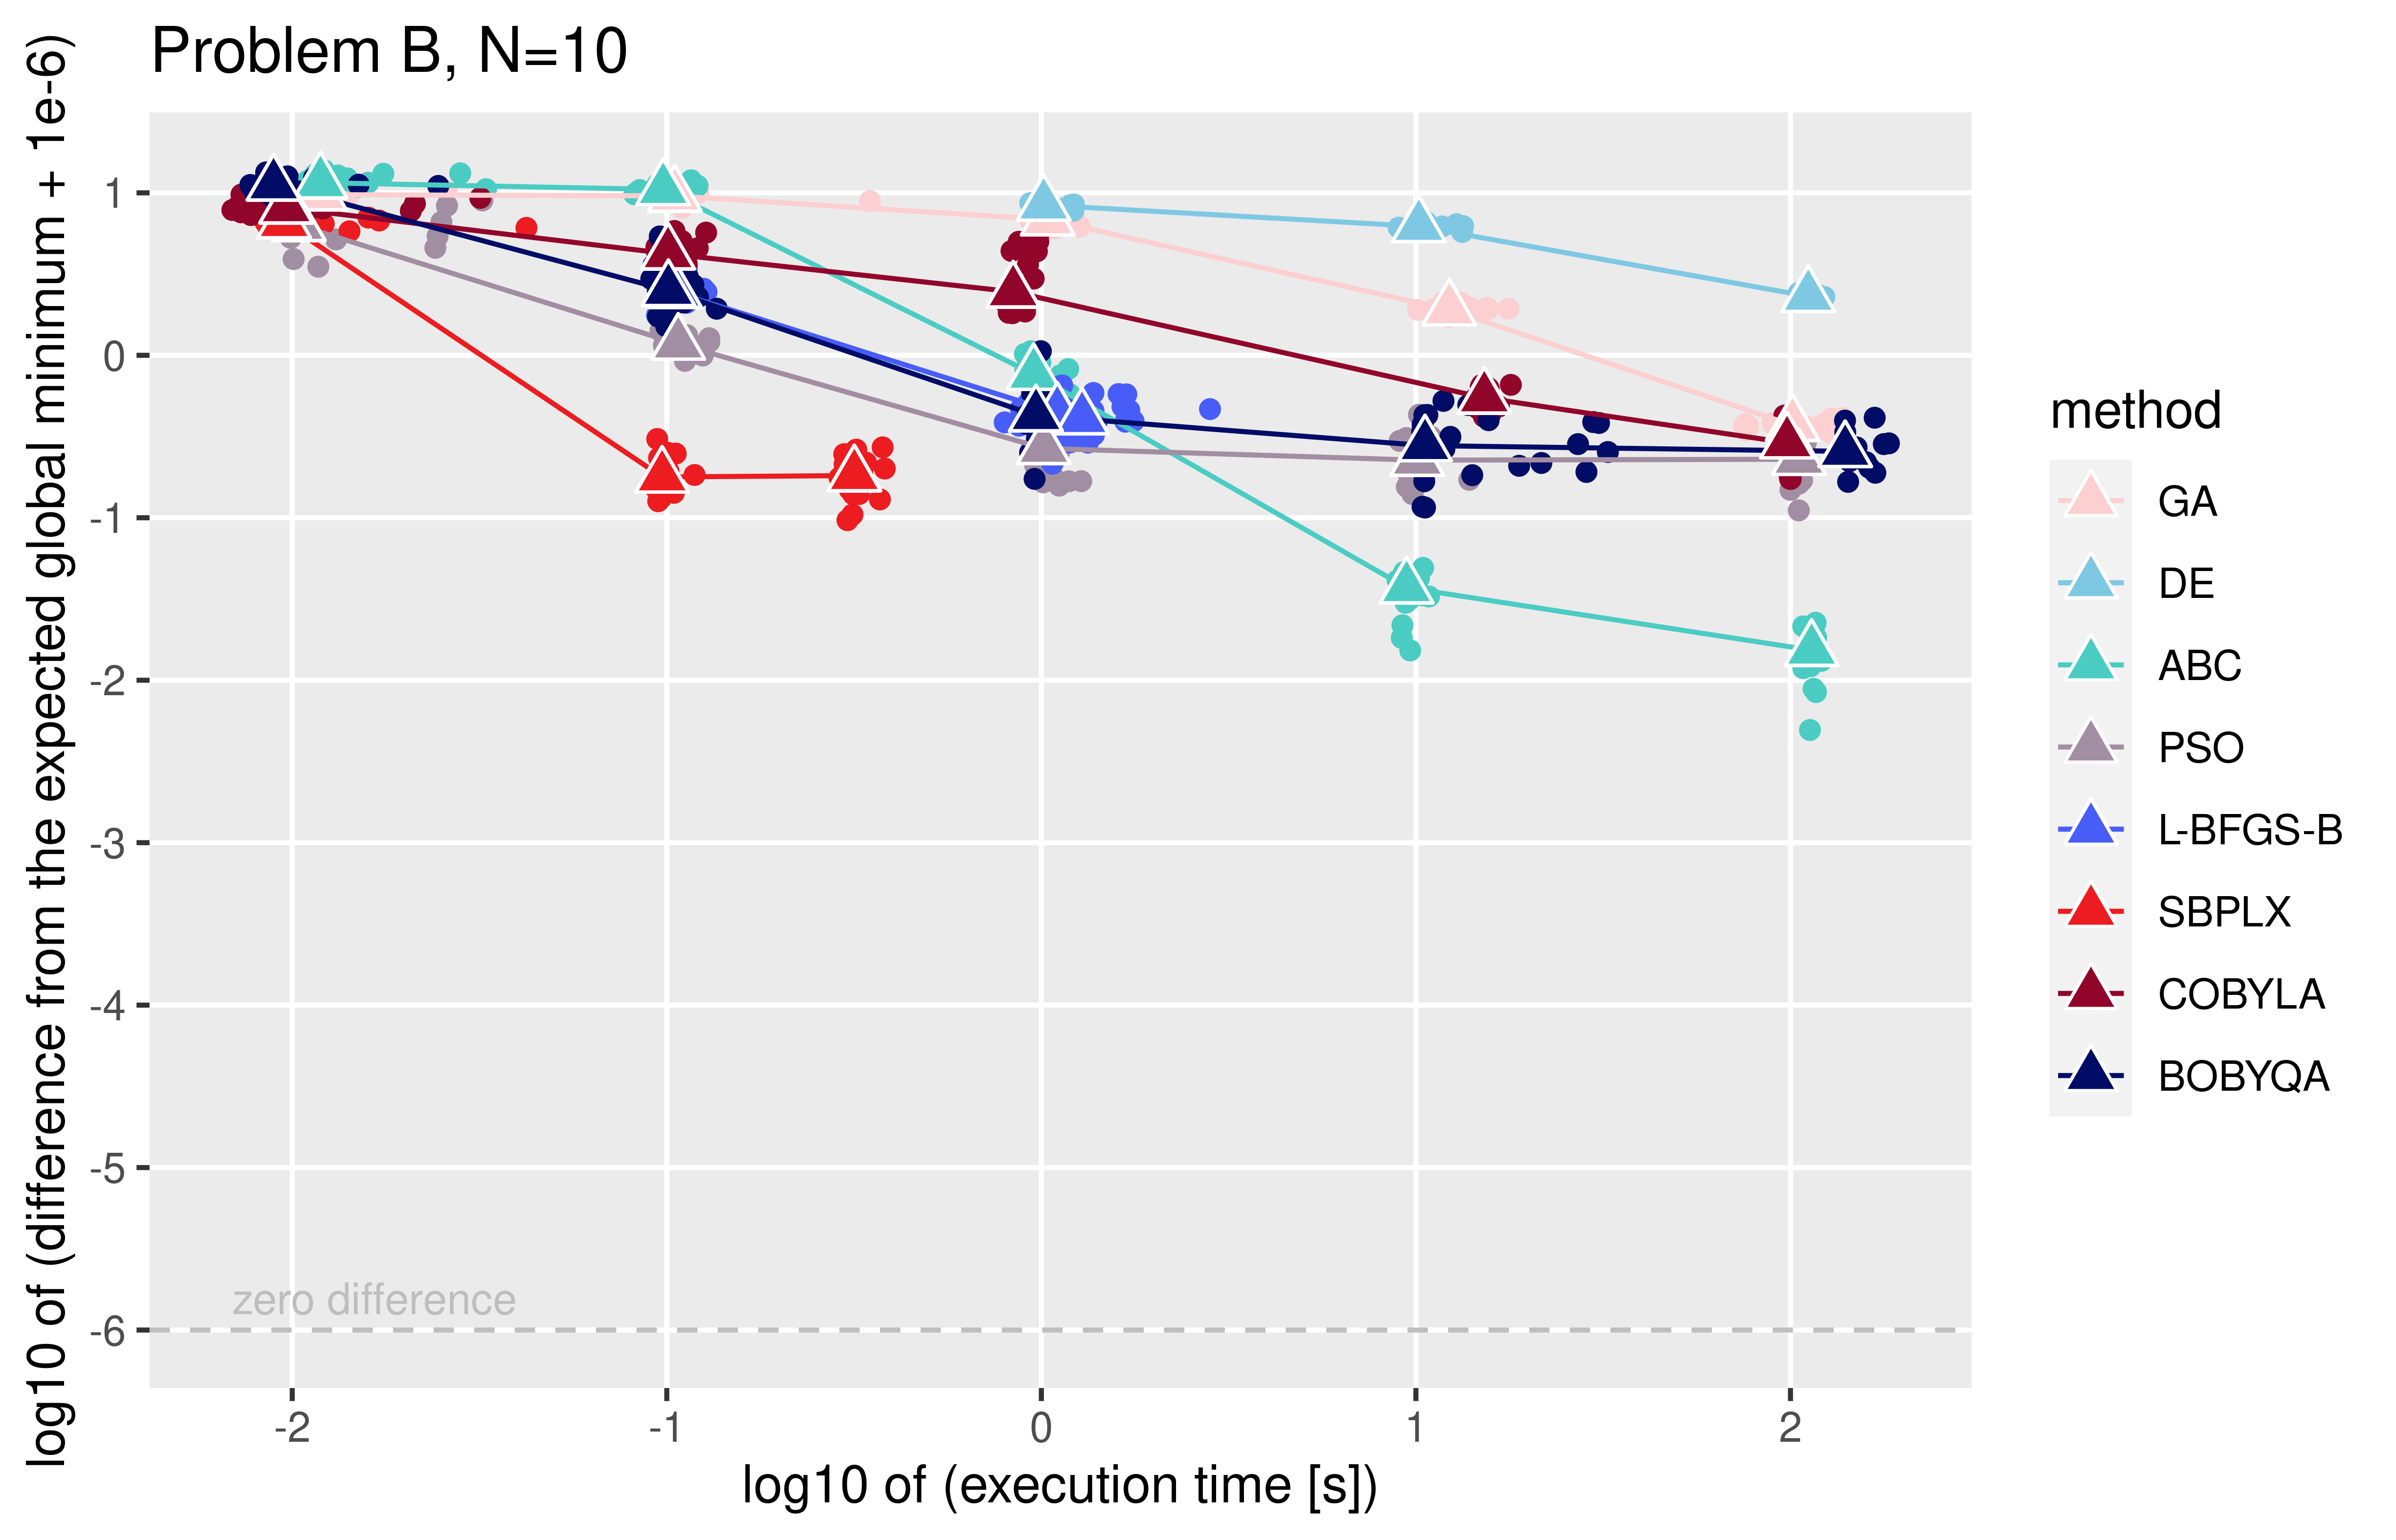 Problem B, N=10
log10 of (difference from the expected global minimum + 1e-6)
1
0
-1
-2
-3
-4
-5
-6
zero difference
-2
-1
0
1
2
log10 of (execution time [s])
method
GA
DE
ABC
PSO
L-BFGS-B
SBPLX
COBYLA
BOBYQA